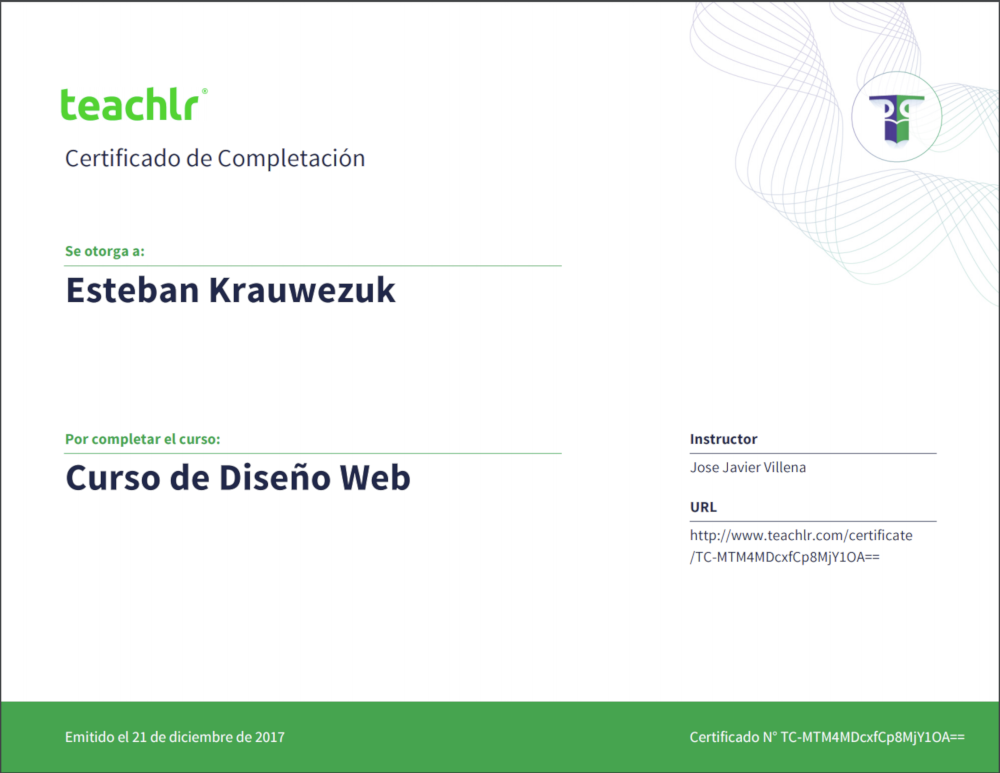 teachlr®
Certificado de Completación
Se otorga a:
Esteban Krauwezuk
Por completar el curso:
Curso de Diseño Web
Instructor
Jose Javier Villena
URL
http://www.teachlr.com/certificate
/TC-MTM4MDcxfCp8MjY1OA==
Emitido el 21 de diciembre de 2017
Certificado N° TC-MTM4MDcxfCp8MjY1OA==